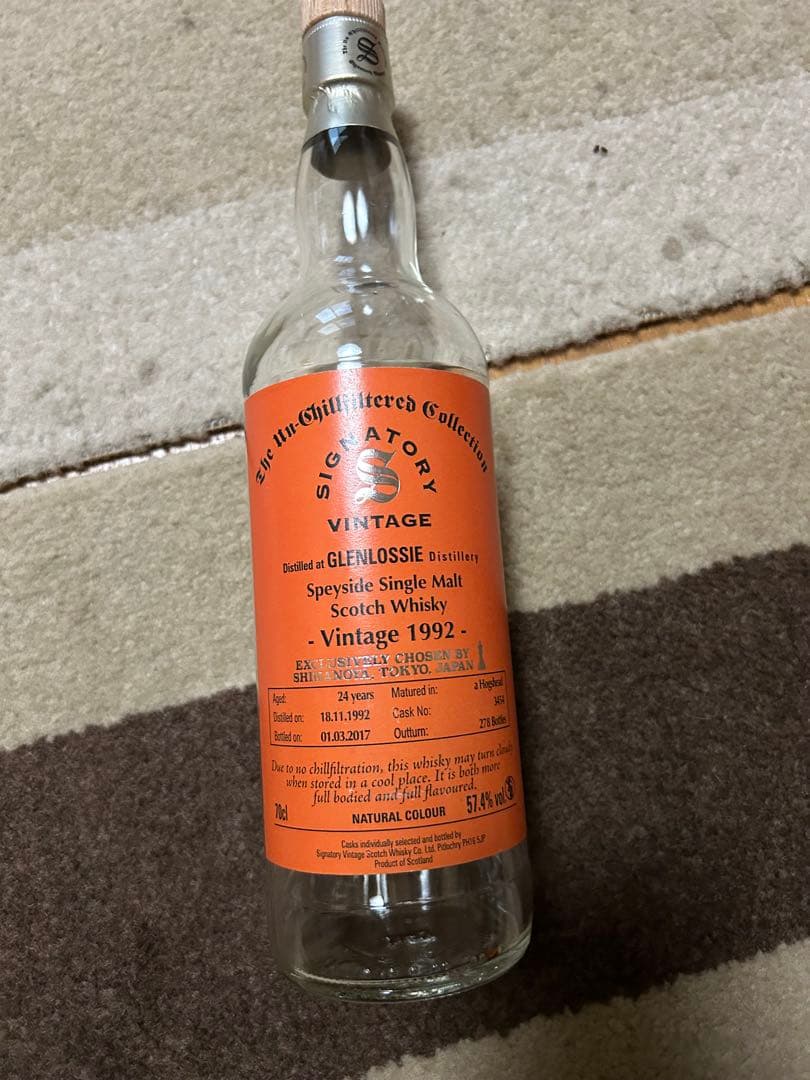 The Un-Chillfiltered Collection
SIGNATORY
S
VINTAGE
Distilled at GLENLOSSIE Distillery
Speyside Single Malt
Scotch Whisky
- Vintage 1992 -
EXCLUSIVELY CHOSEN BY
SHINANOYA, TOKYO, JAPAN
Aged: 24 years Matured in: a Hogshead
Distilled on: 18.11.1992 Cask No: 3454
Bottled on: 01.03.2017 Outturn: 278 Bottles
Due to no chillfiltration, this whisky may turn cloudy
when stored in a cool place. It is both more
full bodied and full flavoured.
70cl NATURAL COLOUR 57.4% vol
Casks individually selected and bottled by
Signatory Vintage Scotch Whisky Co. Ltd. Pitlochry PH16 5JP
Product of Scotland